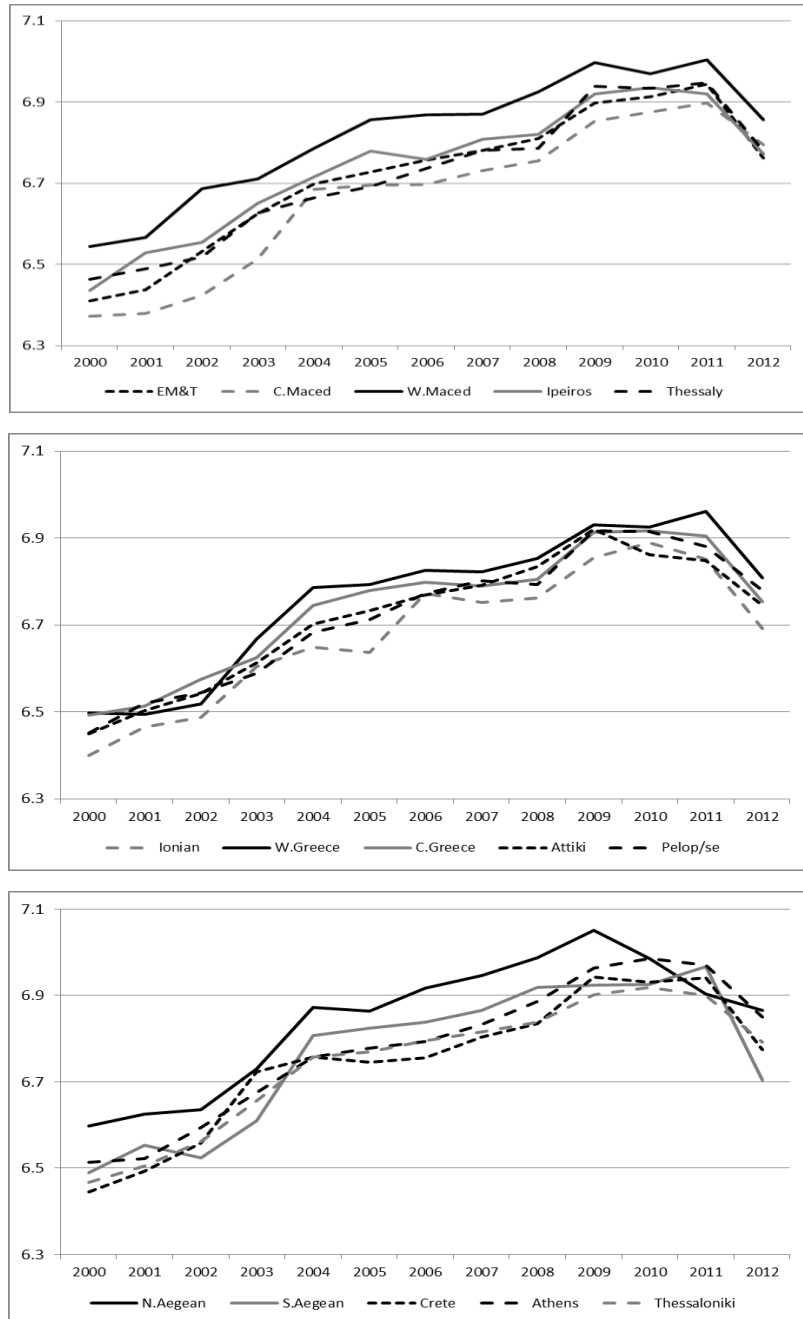 7.1
6.9
6.7
6.5
6.3
2000 2001 2002 2003 2004 2005 2006 2007 2008 2009 2010 2011 2012
EM&T C.Maced W.Maced Ipeiros Thessaly
7.1
6.9
6.7
6.5
6.3
2000 2001 2002 2003 2004 2005 2006 2007 2008 2009 2010 2011 2012
Ionian W.Greece C.Greece Attiki Pelop/se
7.1
6.9
6.7
6.5
6.3
2000 2001 2002 2003 2004 2005 2006 2007 2008 2009 2010 2011 2012
N.Aegean S.Aegean Crete Athens Thessaloniki